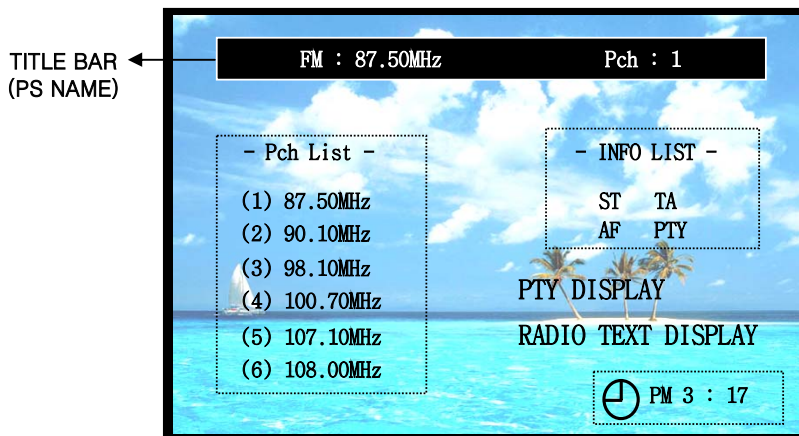 TITLE BAR
(PS NAME)
FM : 87.50MHz Pch : 1
- Pch List -
(1) 87.50MHz
(2) 90.10MHz
(3) 98.10MHz
(4) 100.70MHz
(5) 107.10MHz
(6) 108.00MHz
- INFO LIST -
ST TA
AF PTY
PTY DISPLAY
RADIO TEXT DISPLAY
PM 3 : 17